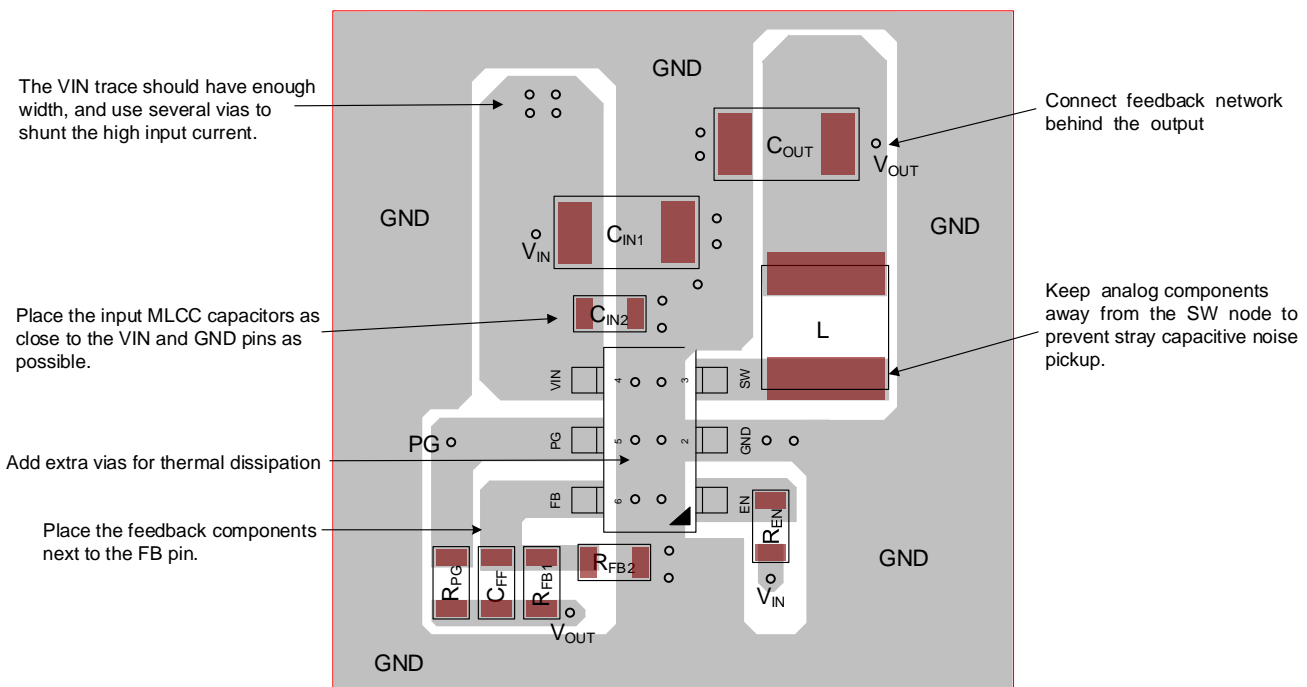 GND
The VIN trace should have enough
width, and use several vias to
shunt the high input current.
Connect feedback network
behind the output
COUT
VOUT
GND
CIN1
VIN
GND
Place the input MLCC capacitors as
close to the VIN and GND pins as
possible.
CIN2
Keep analog components
away from the SW node to
prevent stray capacitive noise
pickup.
L
VIN
4
3
SW
PG
PG
5
2
GND
Add extra vias for thermal dissipation
FB
6
EN
Place the feedback components
next to the FB pin.
REN
RPG
CFF
RFB1
RFB2
GND
VIN
VOUT
GND